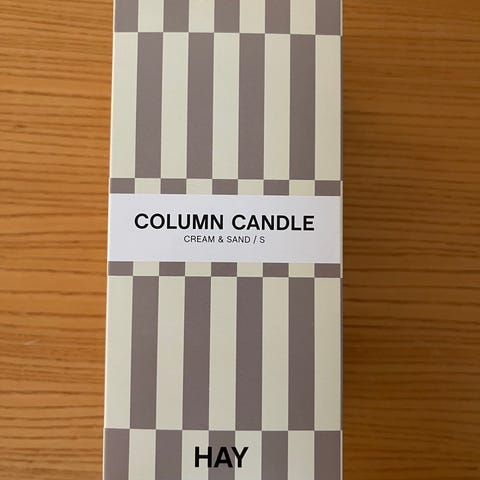 COLUMN CANDLE
CREAM & SAND / S
HAY